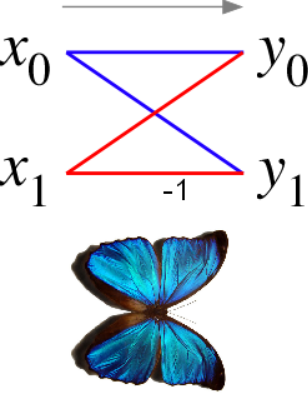 x₀ y₀
x₁ -1 y₁